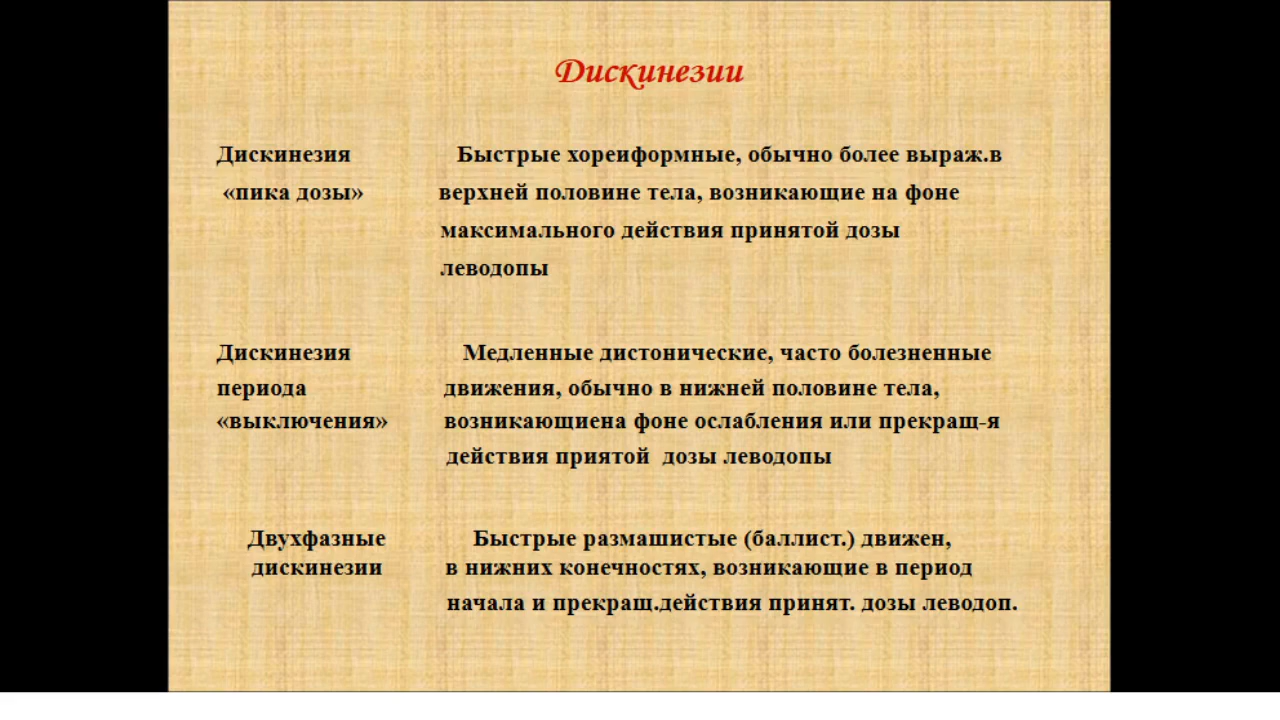 Дискинезии
Дискинезия Быстрые хореиформные, обычно более выраж.в
«пика дозы» верхней половине тела, возникающие на фоне
максимального действия принятой дозы
леводопы
Дискинезия Медленные дистонические, часто болезненные
периода движения, обычно в нижней половине тела,
«выключения» возникающиена фоне ослабления или прекращ-я
действия приятой дозы леводопы
Двухфазные Быстрые размашистые (баллист.) движен,
дискинезии в нижних конечностях, возникающие в период
начала и прекращ.действия принят. дозы леводоп.